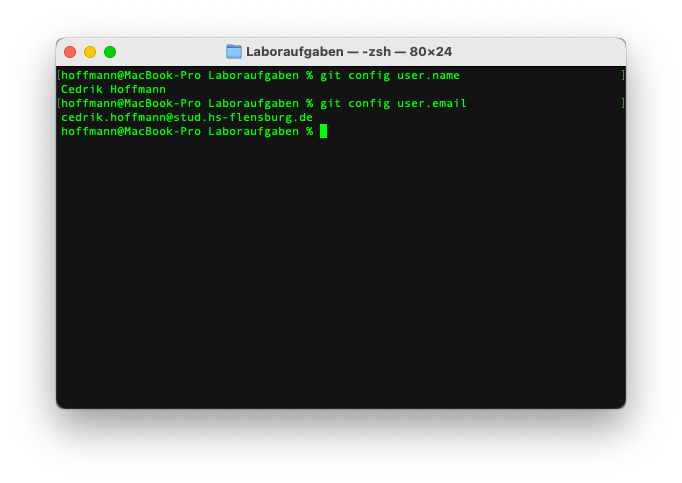 Laboraufgaben — -zsh — 80×24
[hoffmann@MacBook-Pro Laboraufgaben % git config user.name ]
Cedrik Hoffmann
[hoffmann@MacBook-Pro Laboraufgaben % git config user.email ]
cedrik.hoffmann@stud.hs-flensburg.de
hoffmann@MacBook-Pro Laboraufgaben %